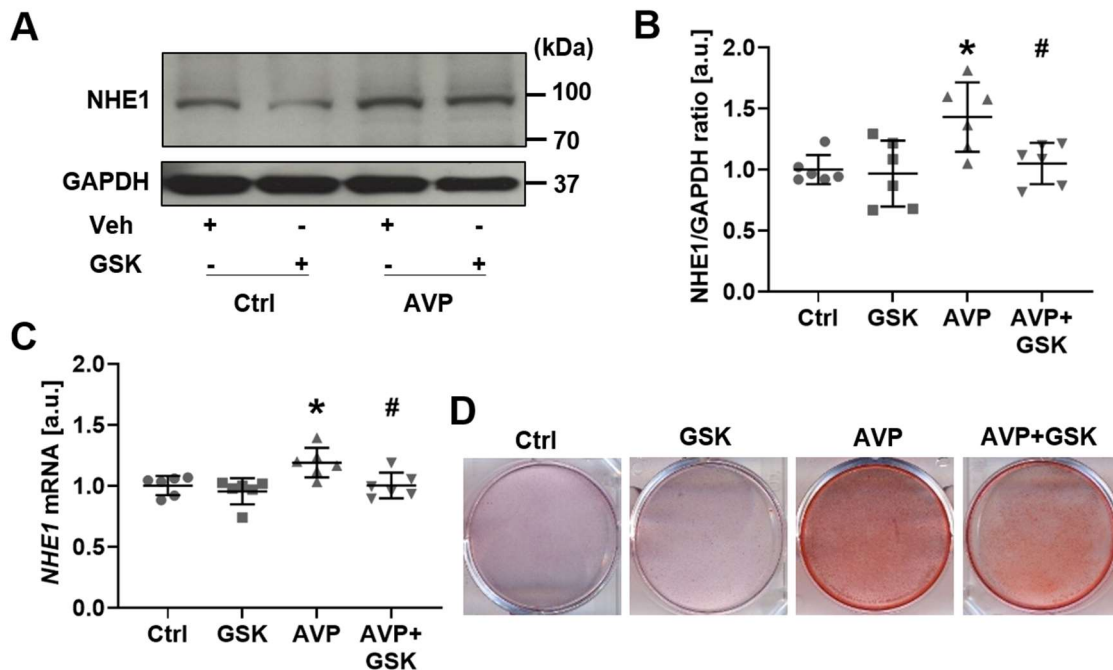 A
(kDa)
NHE1
100
70
GAPDH
37
Veh + - + -
GSK - + - +
Ctrl AVP
B
NHE1/GAPDH ratio [a.u.]
2.0
1.5
1.0
0.5
0.0
Ctrl GSK AVP AVP+
GSK
* #
C
NHE1 mRNA [a.u.]
2.0
1.5
1.0
0.5
0.0
Ctrl GSK AVP AVP+
GSK
* #
D
Ctrl GSK AVP AVP+GSK